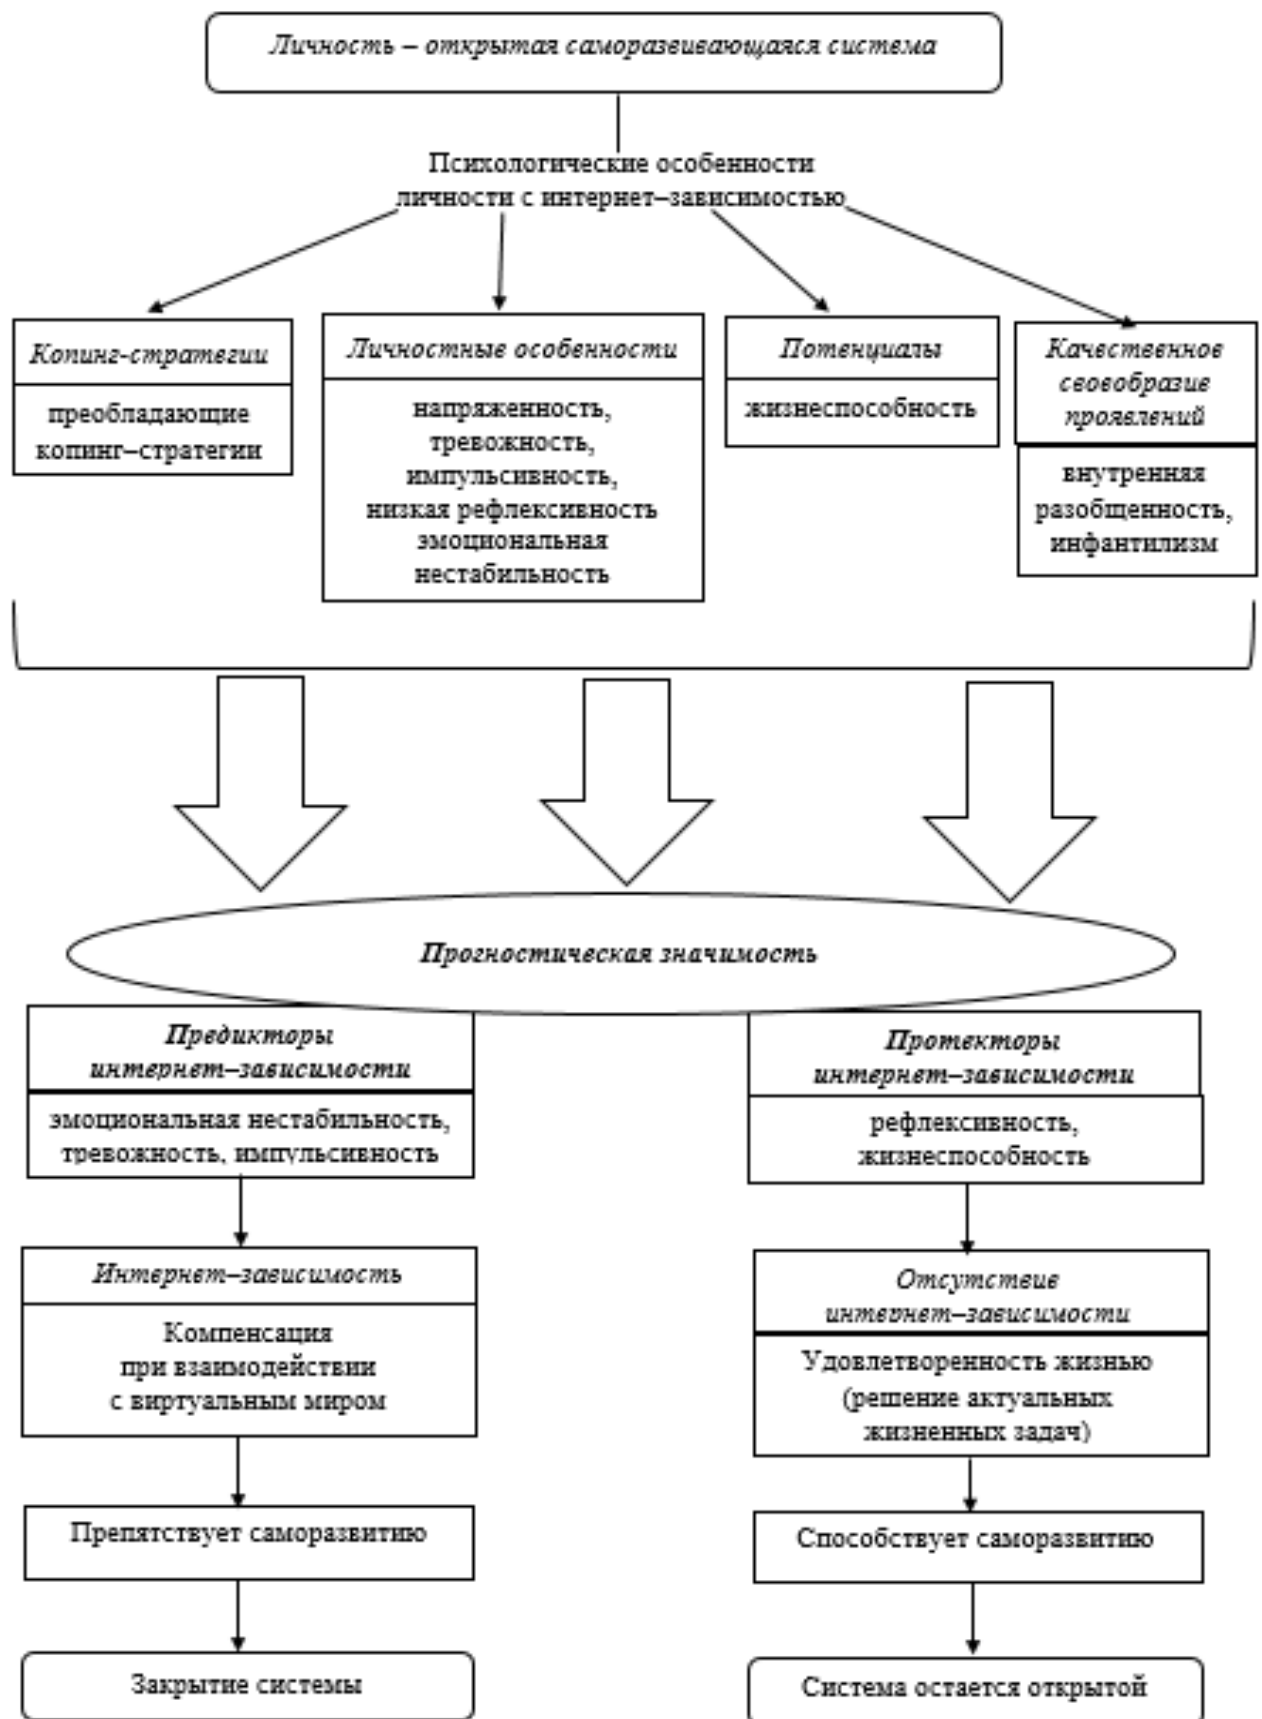 Личность – открытая саморазвивающаяся система
Психологические особенности
личности с интернет–зависимостью
Копинг-стратегии
преобладающие
копинг–стратегии
Личностные особенности
напряженность,
тревожность,
импульсивность,
низкая рефлексивность
эмоциональная
нестабильность
Потенциалы
жизнеспособность
Качественное
своеобразие
проявлений
внутренняя
разобщенность,
инфантилизм
Прогностическая значимость
Предикторы
интернет–зависимости
эмоциональная нестабильность,
тревожность, импульсивность
Интернет–зависимость
Компенсация
при взаимодействии
с виртуальным миром
Препятствует саморазвитию
Закрытие системы
Протекторы
интернет–зависимости
рефлексивность,
жизнеспособность
Отсутствие
интернет–зависимости
Удовлетворенность жизнью
(решение актуальных
жизненных задач)
Способствует саморазвитию
Система остается открытой